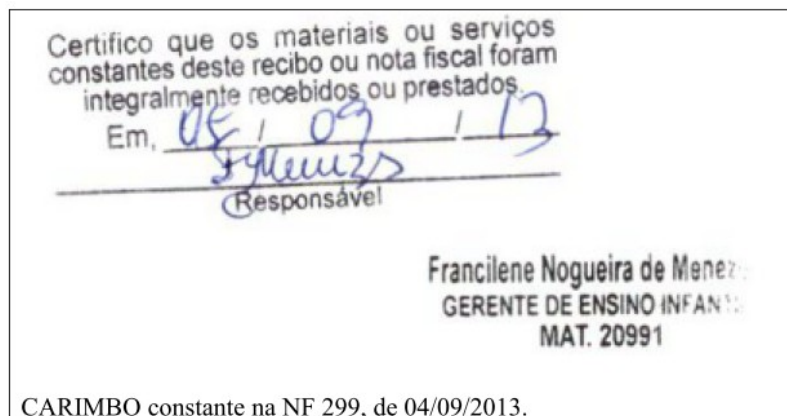 Certifico que os materiais ou serviços
constantes deste recibo ou nota fiscal foram
integralmente recebidos ou prestados.
Em, 05 / 09 / 13
Responsável
Francilene Nogueira de
GERENTE DE ENSINO
MAT. 20991
CARIMBO constante na NF 299, de 04/09/2013.